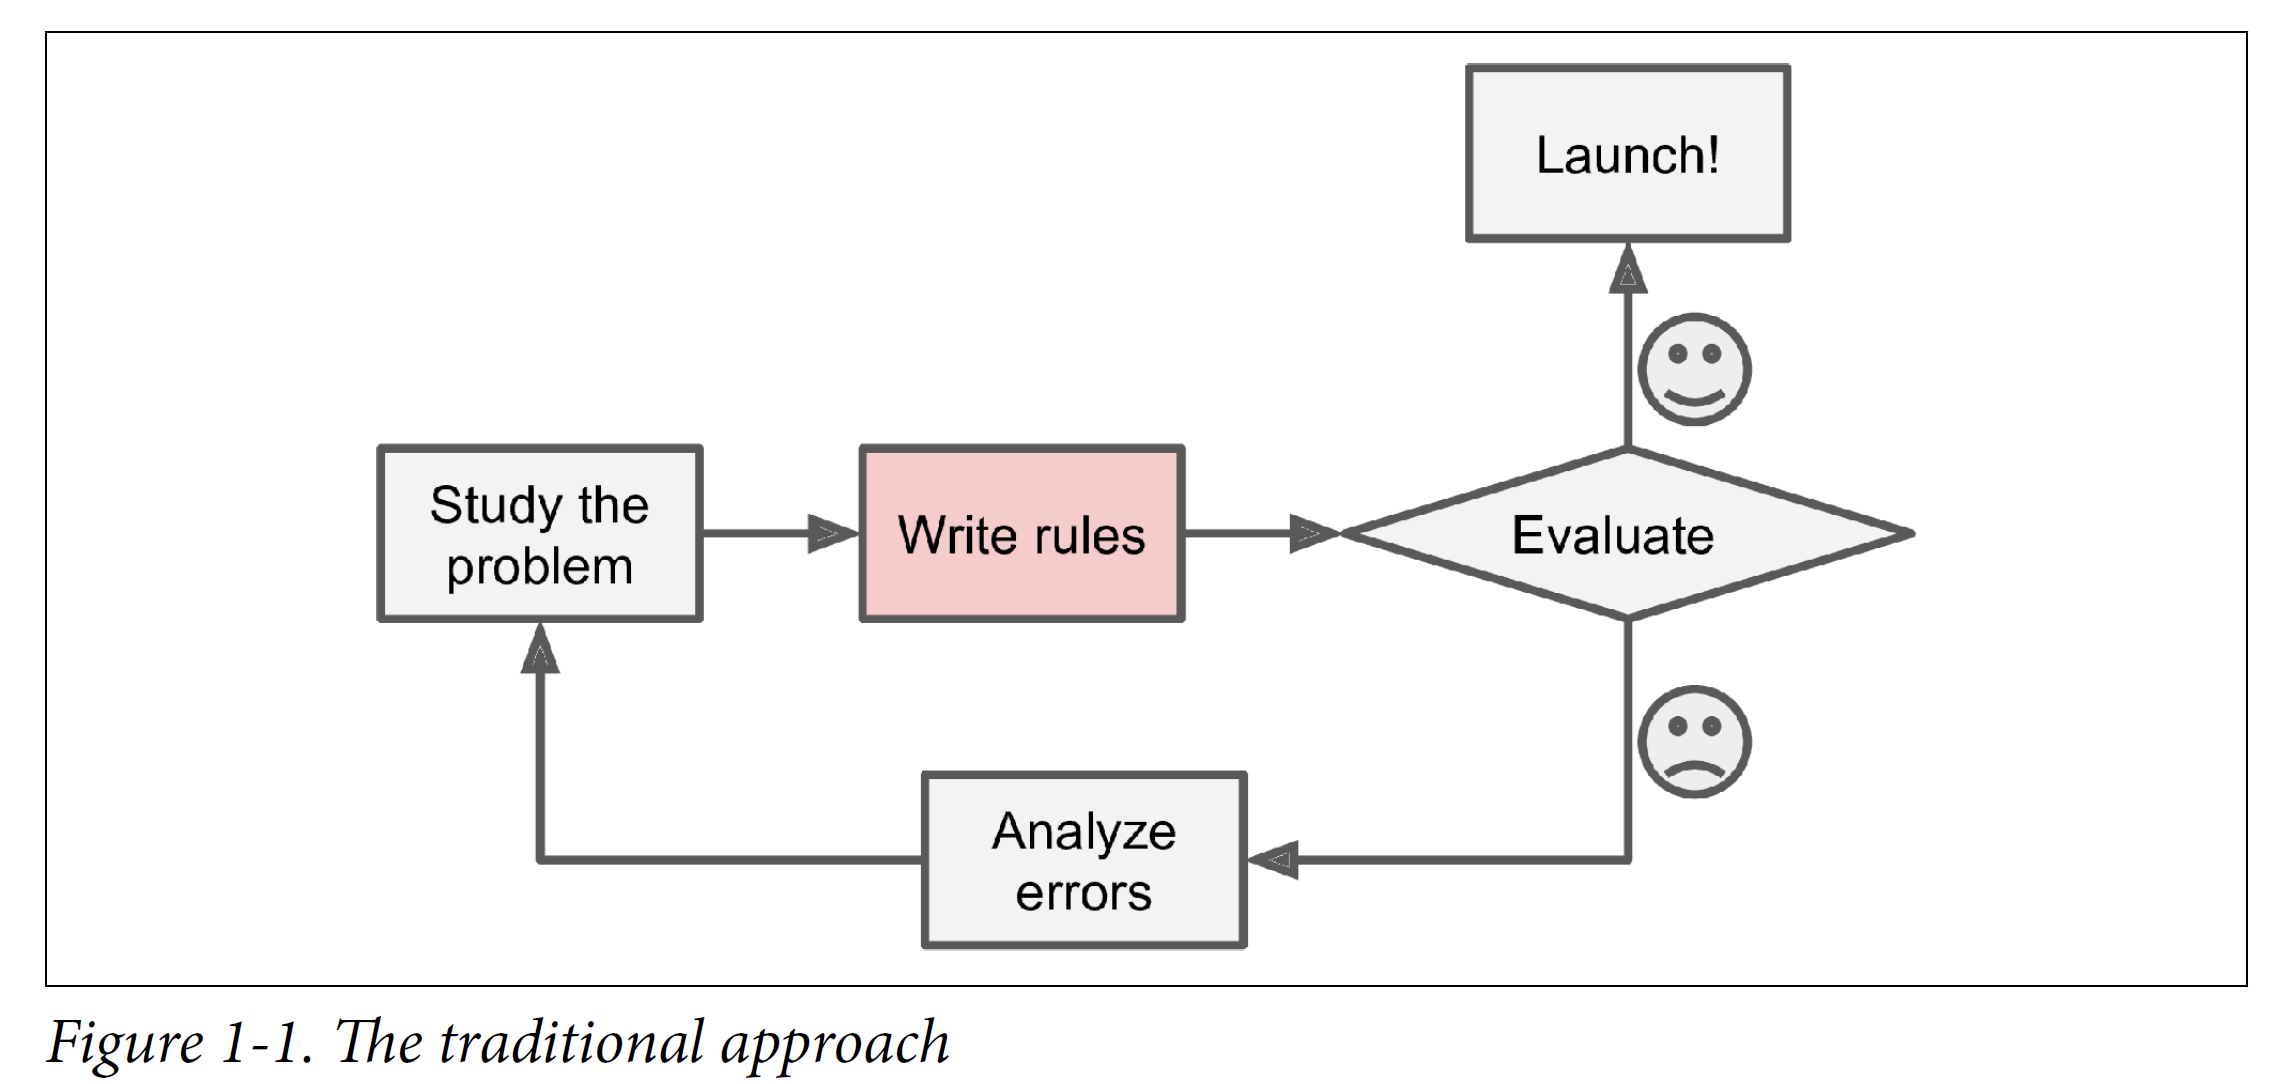 Launch!
Study the
problem
Write rules
Evaluate
Analyze
errors
Figure 1-1. The traditional approach